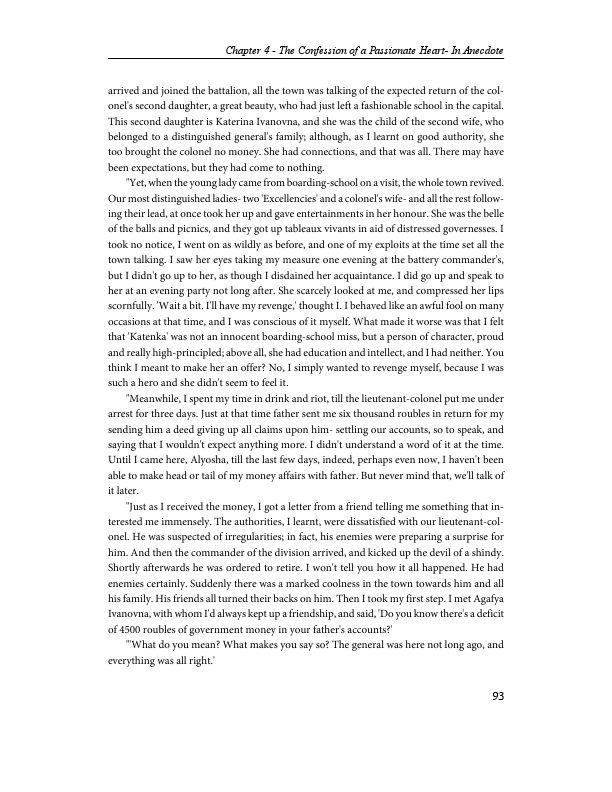 Chapter 4 - The Confession of a Passionate Heart- In Anecdote
arrived and joined the battalion, all the town was talking of the expected return of the col-
onel's second daughter, a great beauty, who had just left a fashionable school in the capital.
This second daughter is Katerina Ivanovna, and she was the child of the second wife, who
belonged to a distinguished general's family; although, as I learnt on good authority, she
too brought the colonel no money. She had connections, and that was all. There may have
been expectations, but they had come to nothing.
"Yet, when the young lady came from boarding-school on a visit, the whole town revived.
Our most distinguished ladies- two 'Excellencies' and a colonel's wife- and all the rest follow-
ing their lead, at once took her up and gave entertainments in her honour. She was the belle
of the balls and picnics, and they got up tableaux vivants in aid of distressed governesses. I
took no notice, I went on as wildly as before, and one of my exploits at the time set all the
town talking. I saw her eyes taking my measure one evening at the battery commander's,
but I didn't go up to her, as though I disdained her acquaintance. I did go up and speak to
her at an evening party not long after. She scarcely looked at me, and compressed her lips
scornfully. 'Wait a bit. I'll have my revenge,' thought I. I behaved like an awful fool on many
occasions at that time, and I was conscious of it myself. What made it worse was that I felt
that 'Katenka' was not an innocent boarding-school miss, but a person of character, proud
and really high-principled; above all, she had education and intellect, and I had neither. You
think I meant to make her an offer? No, I simply wanted to revenge myself, because I was
such a hero and she didn't seem to feel it.
"Meanwhile, I spent my time in drink and riot, till the lieutenant-colonel put me under
arrest for three days. Just at that time father sent me six thousand roubles in return for my
sending him a deed giving up all claims upon him- settling our accounts, so to speak, and
saying that I wouldn't expect anything more. I didn't understand a word of it at the time.
Until I came here, Alyosha, till the last few days, indeed, perhaps even now, I haven't been
able to make head or tail of my money affairs with father. But never mind that, we'll talk of
it later.
"Just as I received the money, I got a letter from a friend telling me something that in-
terested me immensely. The authorities, I learnt, were dissatisfied with our lieutenant-col-
onel. He was suspected of irregularities; in fact, his enemies were preparing a surprise for
him. And then the commander of the division arrived, and kicked up the devil of a shindy.
Shortly afterwards he was ordered to retire. I won't tell you how it all happened. He had
enemies certainly. Suddenly there was a marked coolness in the town towards him and all
his family. His friends all turned their backs on him. Then I took my first step. I met Agafya
Ivanovna, with whom I'd always kept up a friendship, and said, 'Do you know there's a deficit
of 4500 roubles of government money in your father's accounts?'
"'What do you mean? What makes you say so? The general was here not long ago, and
everything was all right.'
93